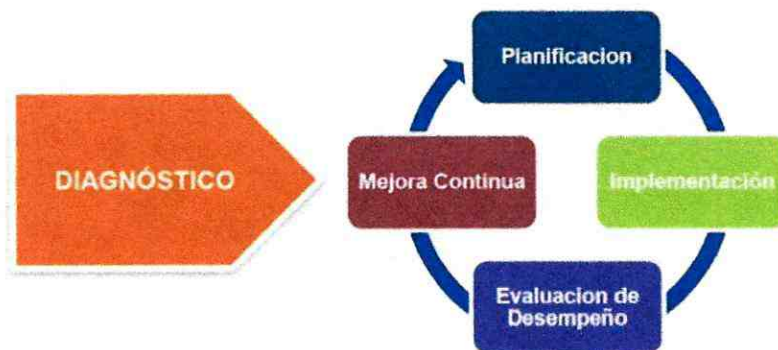 DIAGNÓSTICO
Planificacion
Implementación
Evaluacion de
Desempeño
Mejora Continua